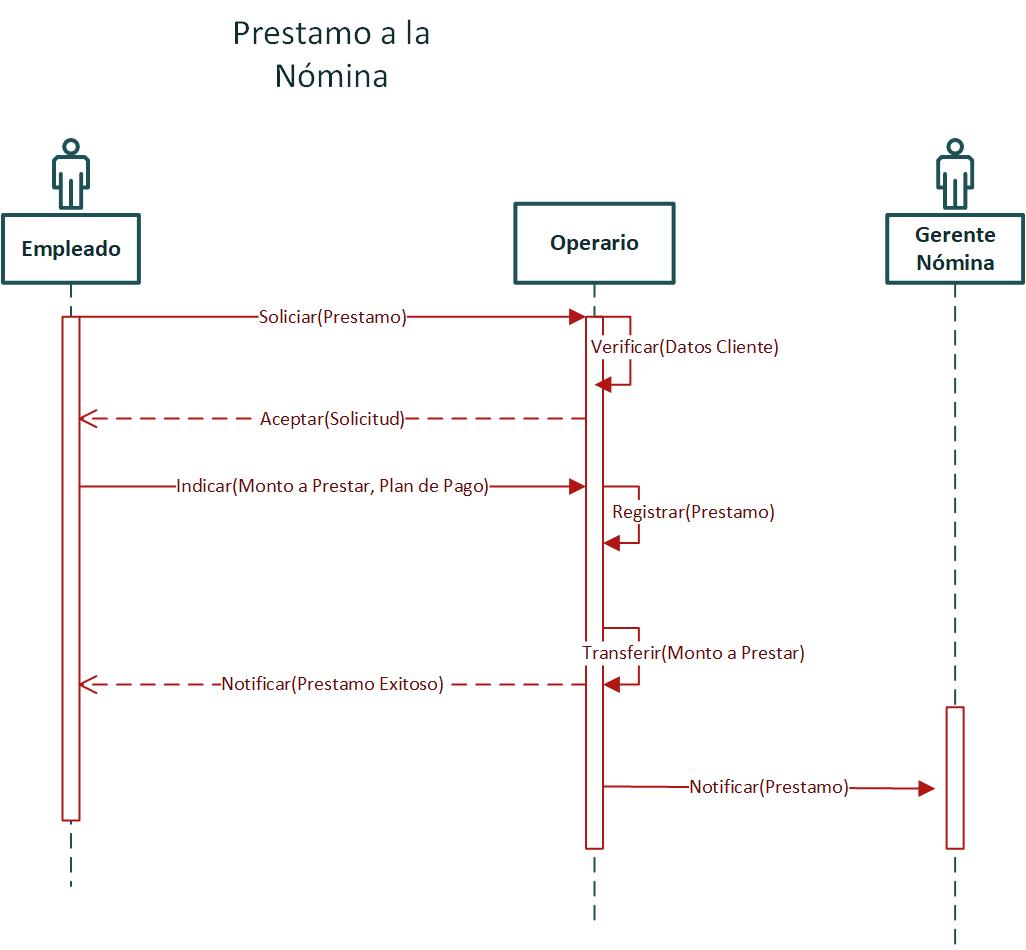 Prestamo a la
Nómina
Empleado
Operario
Gerente
Nómina
Soliciar(Prestamo)
Verificar(Datos Cliente)
Aceptar(Solicitud)
Indicar(Monto a Prestar, Plan de Pago)
Registrar(Prestamo)
Transferir(Monto a Prestar)
Notificar(Prestamo Exitoso)
Notificar(Prestamo)